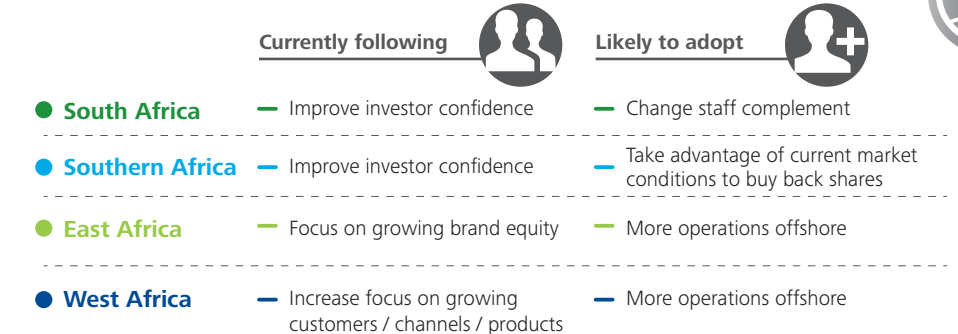 Currently following
Likely to adopt
South Africa
Improve investor confidence
Change staff complement
Southern Africa
Improve investor confidence
Take advantage of current market
conditions to buy back shares
East Africa
Focus on growing brand equity
More operations offshore
West Africa
Increase focus on growing
customers / channels / products
More operations offshore